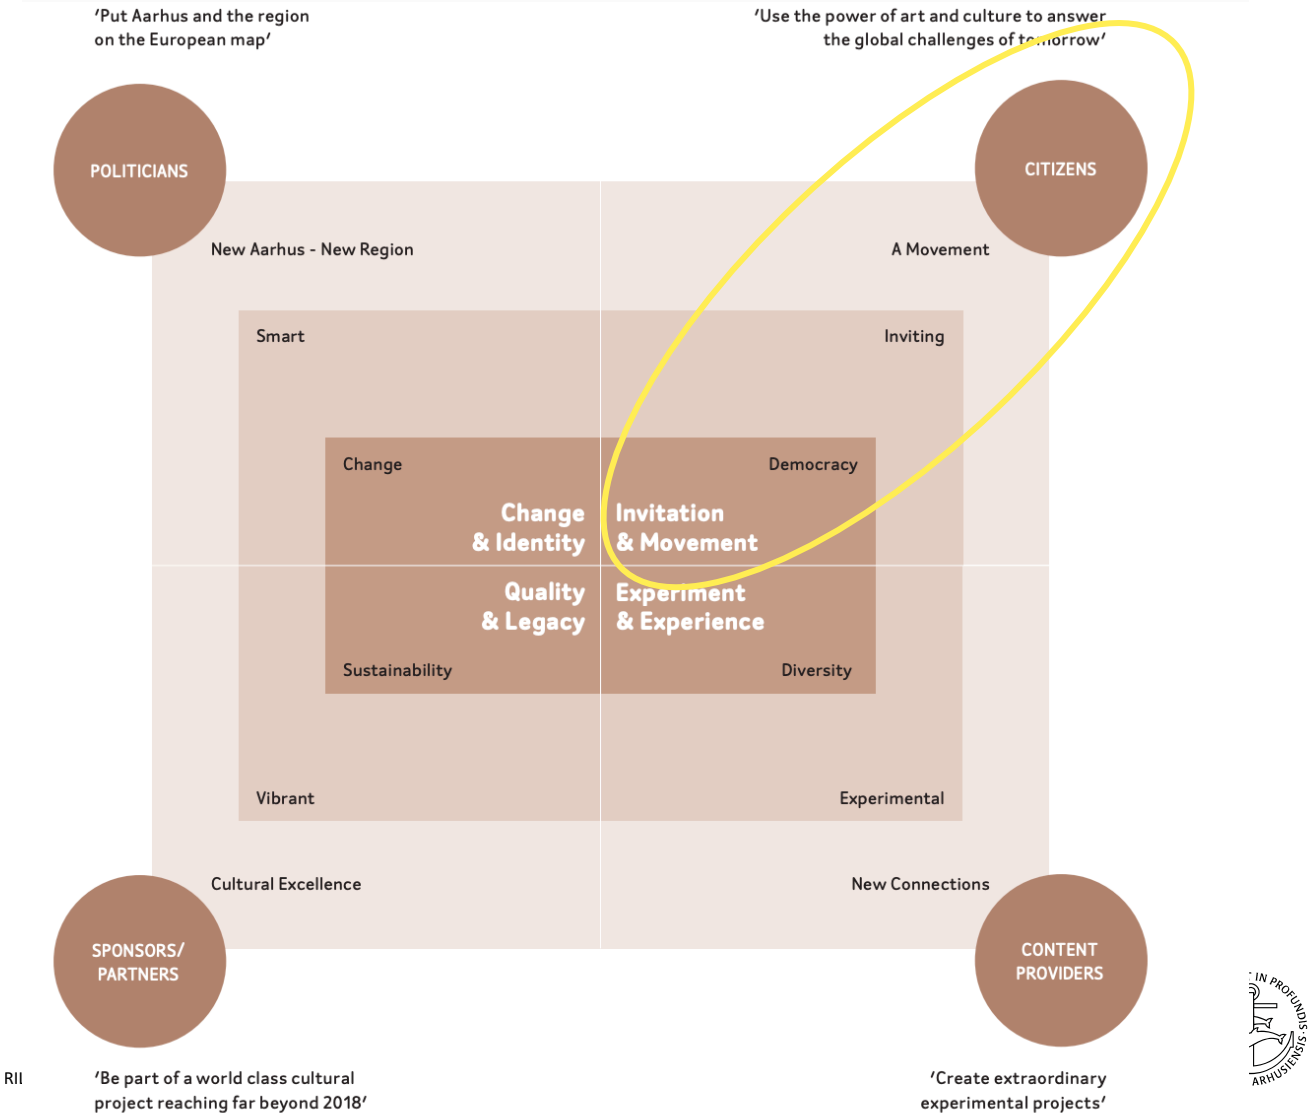 'Put Aarhus and the region
on the European map'
'Use the power of art and culture to answer
the global challenges of tomorrow'
POLITICIANS
CITIZENS
New Aarhus - New Region
A Movement
Smart
Inviting
Change
Democracy
Change
& Identity
Invitation
& Movement
Quality
& Legacy
Experiment
& Experience
Sustainability
Diversity
Vibrant
Experimental
Cultural Excellence
New Connections
SPONSORS/
PARTNERS
CONTENT
PROVIDERS
'Be part of a world class cultural
project reaching far beyond 2018'
'Create extraordinary
experimental projects'
IN PROFUNDIS
ARHUSIENSIS